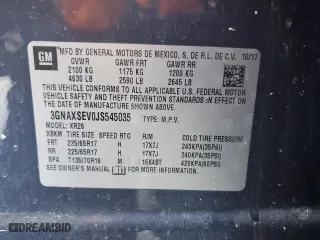 GM
MFD BY GENERAL MOTORS DE MEXICO, S. DE R.L. DE C.V. 10/17
GVWR GAWR FRT GAWR RR
2100 KG 1175 KG 1200 KG
4630 LB 2590 LB 2645 LB
THIS VEHICLE CONFORMS TO ALL APPLICABLE U.S. FEDERAL
MOTOR VEHICLE SAFETY AND THEFT PREVENTION
STANDARDS IN EFFECT ON THE DATE OF MANUFACTURE
SHOWN ABOVE.
3GNAXSEV0JS545035 TYPE: M.P.V.
MODEL: XR26
XBKM TIRE SIZE SPEED RTG RIM COLD TIRE PRESSURE
FRT 225/65R17 H 17X7J 240KPA(35PSI)
RR 225/65R17 H 17X7J 240KPA(35PSI)
SPA T135/70R16 M 16X4BT 420KPA(60PSI)
SEE OWNER'S MANUAL